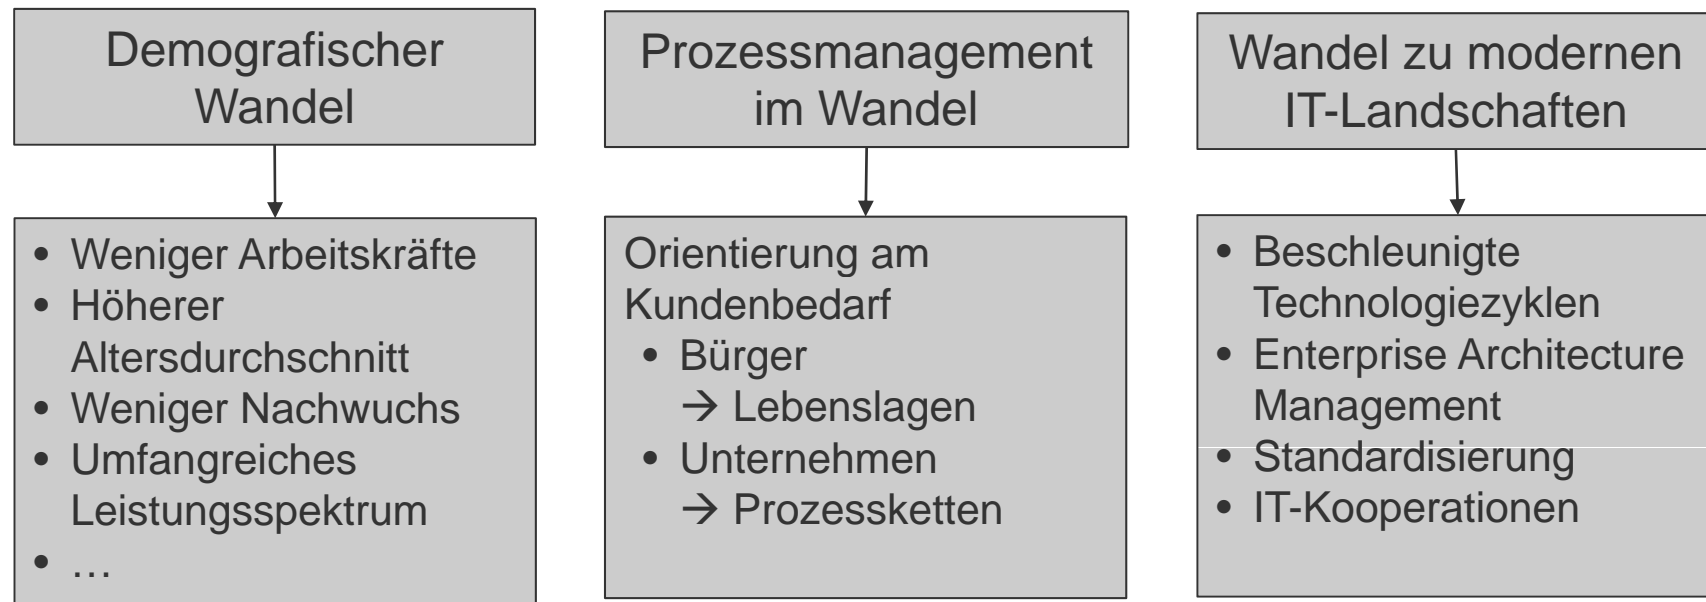 Demografischer
Wandel
• Weniger Arbeitskräfte
• Höherer
Altersdurchschnitt
• Weniger Nachwuchs
• Umfangreiches
Leistungsspektrum
• …
Prozessmanagement
im Wandel
Orientierung am
Kundenbedarf
• Bürger
→ Lebenslagen
• Unternehmen
→ Prozessketten
Wandel zu modernen
IT-Landschaften
• Beschleunigte
Technologiezyklen
• Enterprise Architecture
Management
• Standardisierung
• IT-Kooperationen